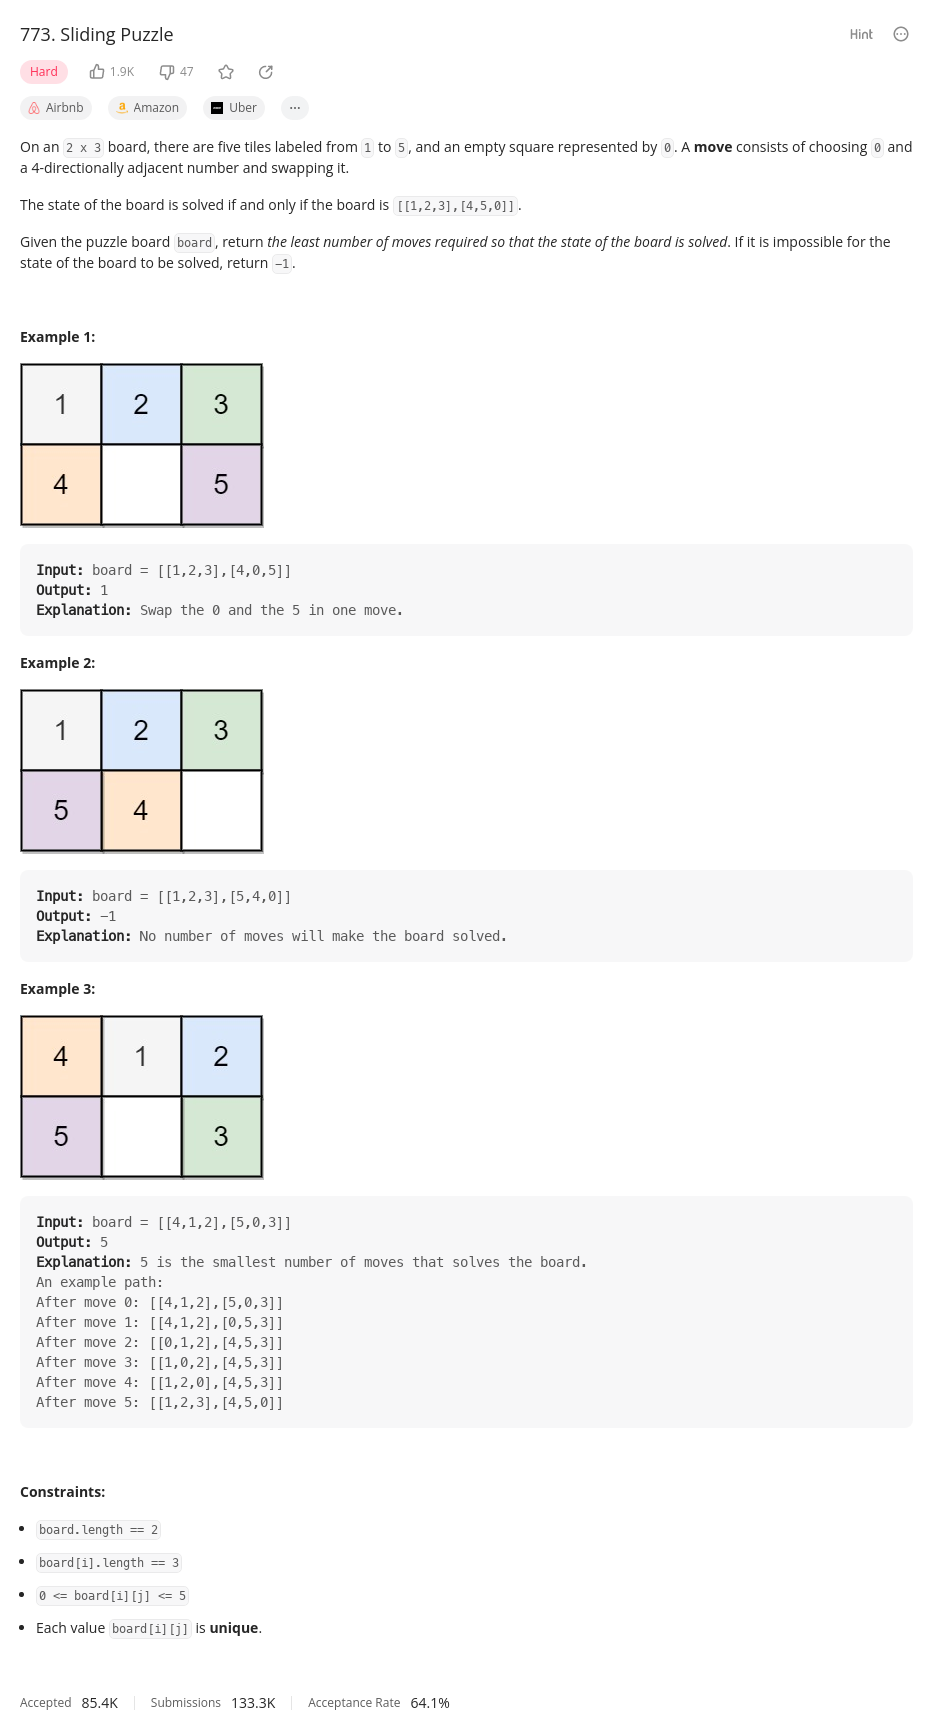 773. Sliding Puzzle
Hint
Hard
1.9K
47
Airbnb
Amazon
Uber
...
On an 2 x 3 board, there are five tiles labeled from 1 to 5, and an empty square represented by 0. A move consists of choosing 0 and
a 4-directionally adjacent number and swapping it.
The state of the board is solved if and only if the board is [[1,2,3],[4,5,0]].
Given the puzzle board board, return the least number of moves required so that the state of the board is solved. If it is impossible for the
state of the board to be solved, return -1.
Example 1:
1 2 3
4 5
Input: board = [[1,2,3],[4,0,5]]
Output: 1
Explanation: Swap the 0 and the 5 in one move.
Example 2:
1 2 3
5 4
Input: board = [[1,2,3],[5,4,0]]
Output: -1
Explanation: No number of moves will make the board solved.
Example 3:
4 1 2
5 3
Input: board = [[4,1,2],[5,0,3]]
Output: 5
Explanation: 5 is the smallest number of moves that solves the board.
An example path:
After move 0: [[4,1,2],[5,0,3]]
After move 1: [[4,1,2],[0,5,3]]
After move 2: [[0,1,2],[4,5,3]]
After move 3: [[1,0,2],[4,5,3]]
After move 4: [[1,2,0],[4,5,3]]
After move 5: [[1,2,3],[4,5,0]]
Constraints:
• board.length == 2
• board[i].length == 3
• 0 <= board[i][j] <= 5
• Each value board[i][j] is unique.
Accepted 85.4K Submissions 133.3K Acceptance Rate 64.1%